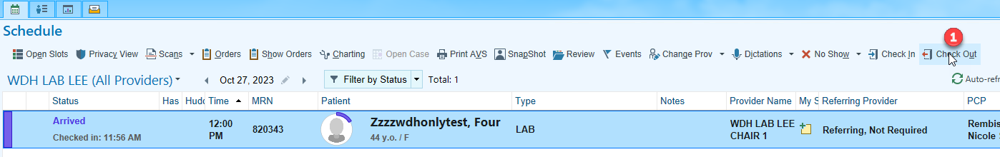 Schedule
1
Open Slots Privacy View Scans Orders Show Orders Charting Open Case Print AVS SnapShot Review Events Change Prov Dictations No Show Check In Check Out
WDH LAB LEE (All Providers) Oct 27, 2023 Filter by Status Total: 1 Auto-refr
Status Has Hudd Time MRN Patient Type Notes Provider Name My S Referring Provider PCP
Arrived 12:00 Zzzzwdhonlytest, Four WDH LAB LEE Rembis
Checked in: 11:56 AM PM 820343 44 y.o. / F LAB CHAIR 1 Referring, Not Required Nicole S